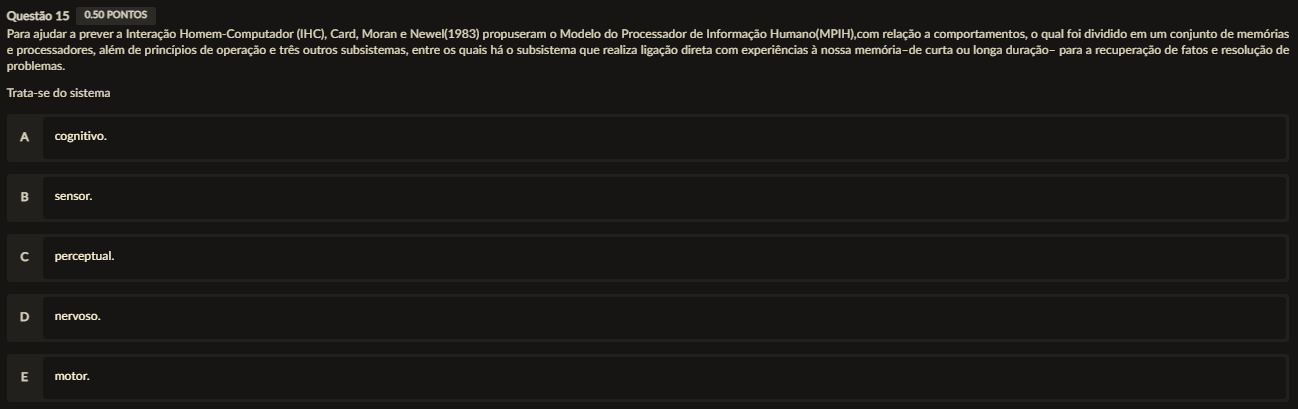 Questão 15 0.50 PONTOS
Para ajudar a prever a Interação Homem-Computador (IHC), Card, Moran e Newel(1983) propuseram o Modelo do Processador de Informação Humano(MPIH),com relação a comportamentos, o qual foi dividido em um conjunto de memórias
e processadores, além de princípios de operação e três outros subsistemas, entre os quais há o subsistema que realiza ligação direta com experiências à nossa memória–de curta ou longa duração– para a recuperação de fatos e resolução de
problemas.
Trata-se do sistema
A cognitivo.
B sensor.
C perceptual.
D nervoso.
E motor.